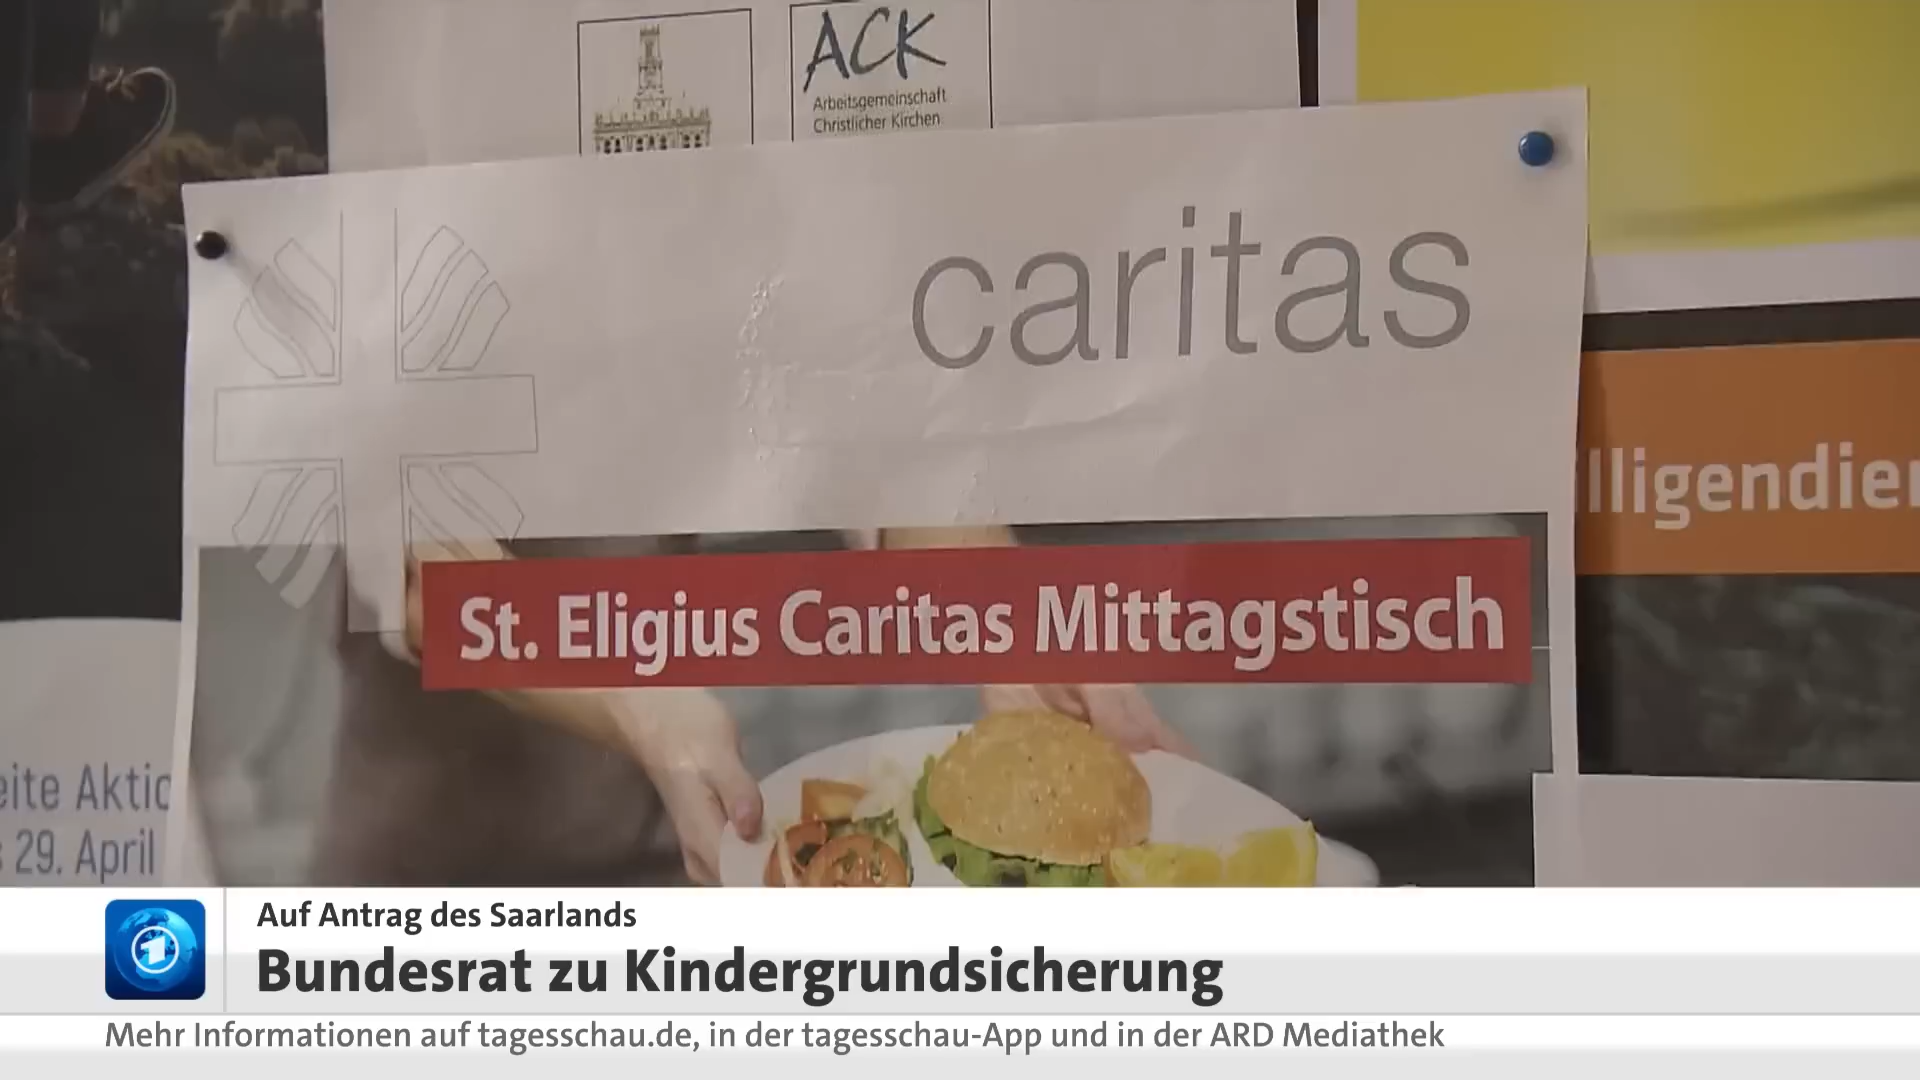 ACK
Arbeitsgemeinschaft
Christlicher Kirchen
caritas
lligendie
St. Eligius Caritas Mittagstisch
eite Aktio
29. April
Auf Antrag des Saarlands
Bundesrat zu Kindergrundsicherung
Mehr Informationen auf tagesschau.de, in der tagesschau-App und in der ARD Mediathek